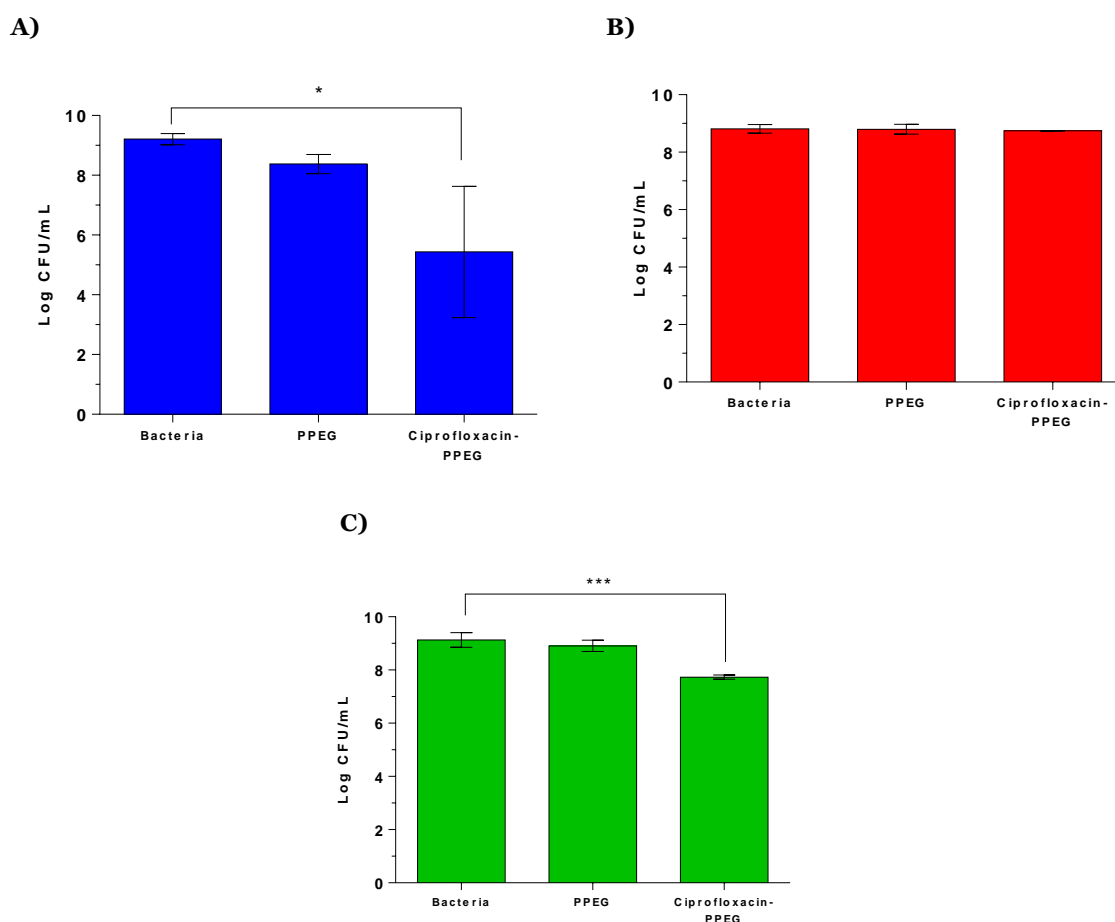 A)
*
10
8
6
4
2
0
Log CFU/mL
Bacteria
PPEG
Ciprofloxacin-
PPEG
B)
10
8
6
4
2
0
Log CFU/mL
Bacteria
PPEG
Ciprofloxacin-
PPEG
C)
***
10
8
6
4
2
0
Log CFU/mL
Bacteria
PPEG
Ciprofloxacin-
PPEG